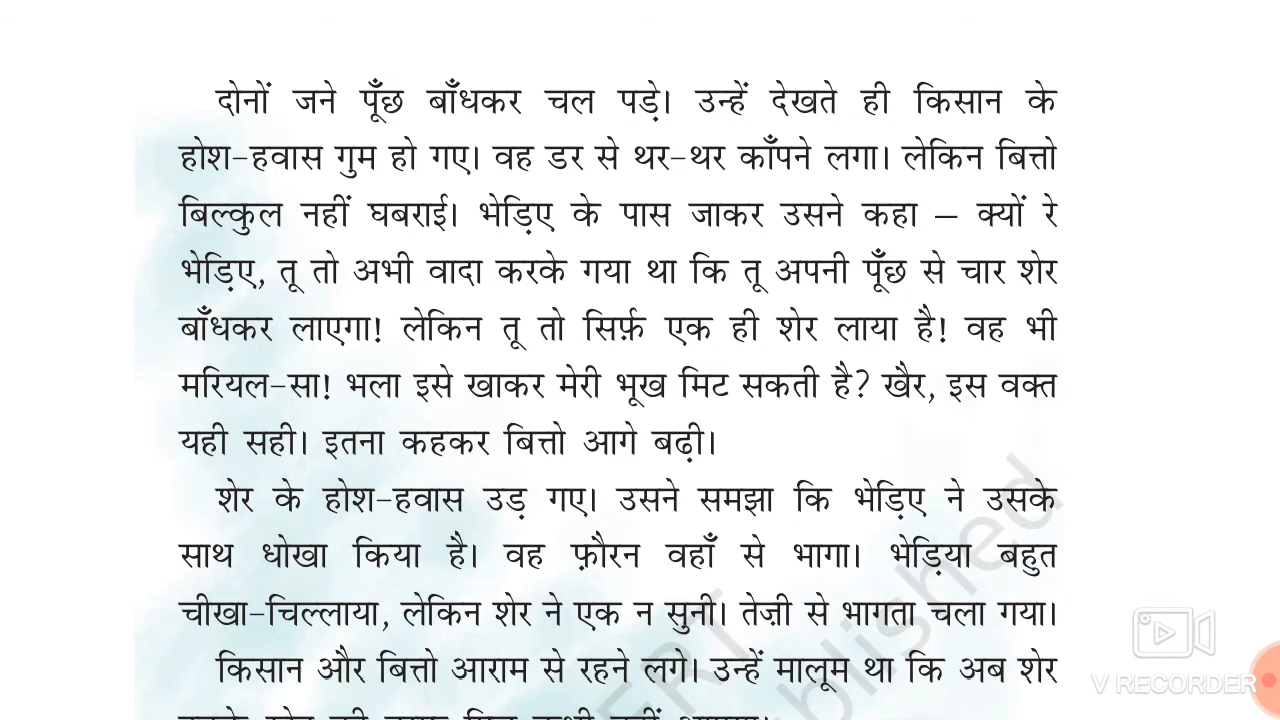 दोनों जने पूँछ बाँधकर चल पड़े। उन्हें देखते ही किसान के
होश-हवास गुम हो गए। वह डर से थर-थर काँपने लगा। लेकिन बित्तो
बिल्कुल नहीं घबराई। भेड़िए के पास जाकर उसने कहा – क्यों रे
भेड़िए, तू तो अभी वादा करके गया था कि तू अपनी पूँछ से चार शेर
बाँधकर लाएगा! लेकिन तू तो सिर्फ़ एक ही शेर लाया है! वह भी
मरियल-सा! भला इसे खाकर मेरी भूख मिट सकती है? खैर, इस वक्त
यही सही। इतना कहकर बित्तो आगे बढ़ी।
शेर के होश-हवास उड़ गए। उसने समझा कि भेड़िए ने उसके
साथ धोखा किया है। वह फ़ौरन वहाँ से भागा। भेड़िया बहुत
चीखा-चिल्लाया, लेकिन शेर ने एक न सुनी। तेज़ी से भागता चला गया।
किसान और बित्तो आराम से रहने लगे। उन्हें मालूम था कि अब शेर
V RECORDER